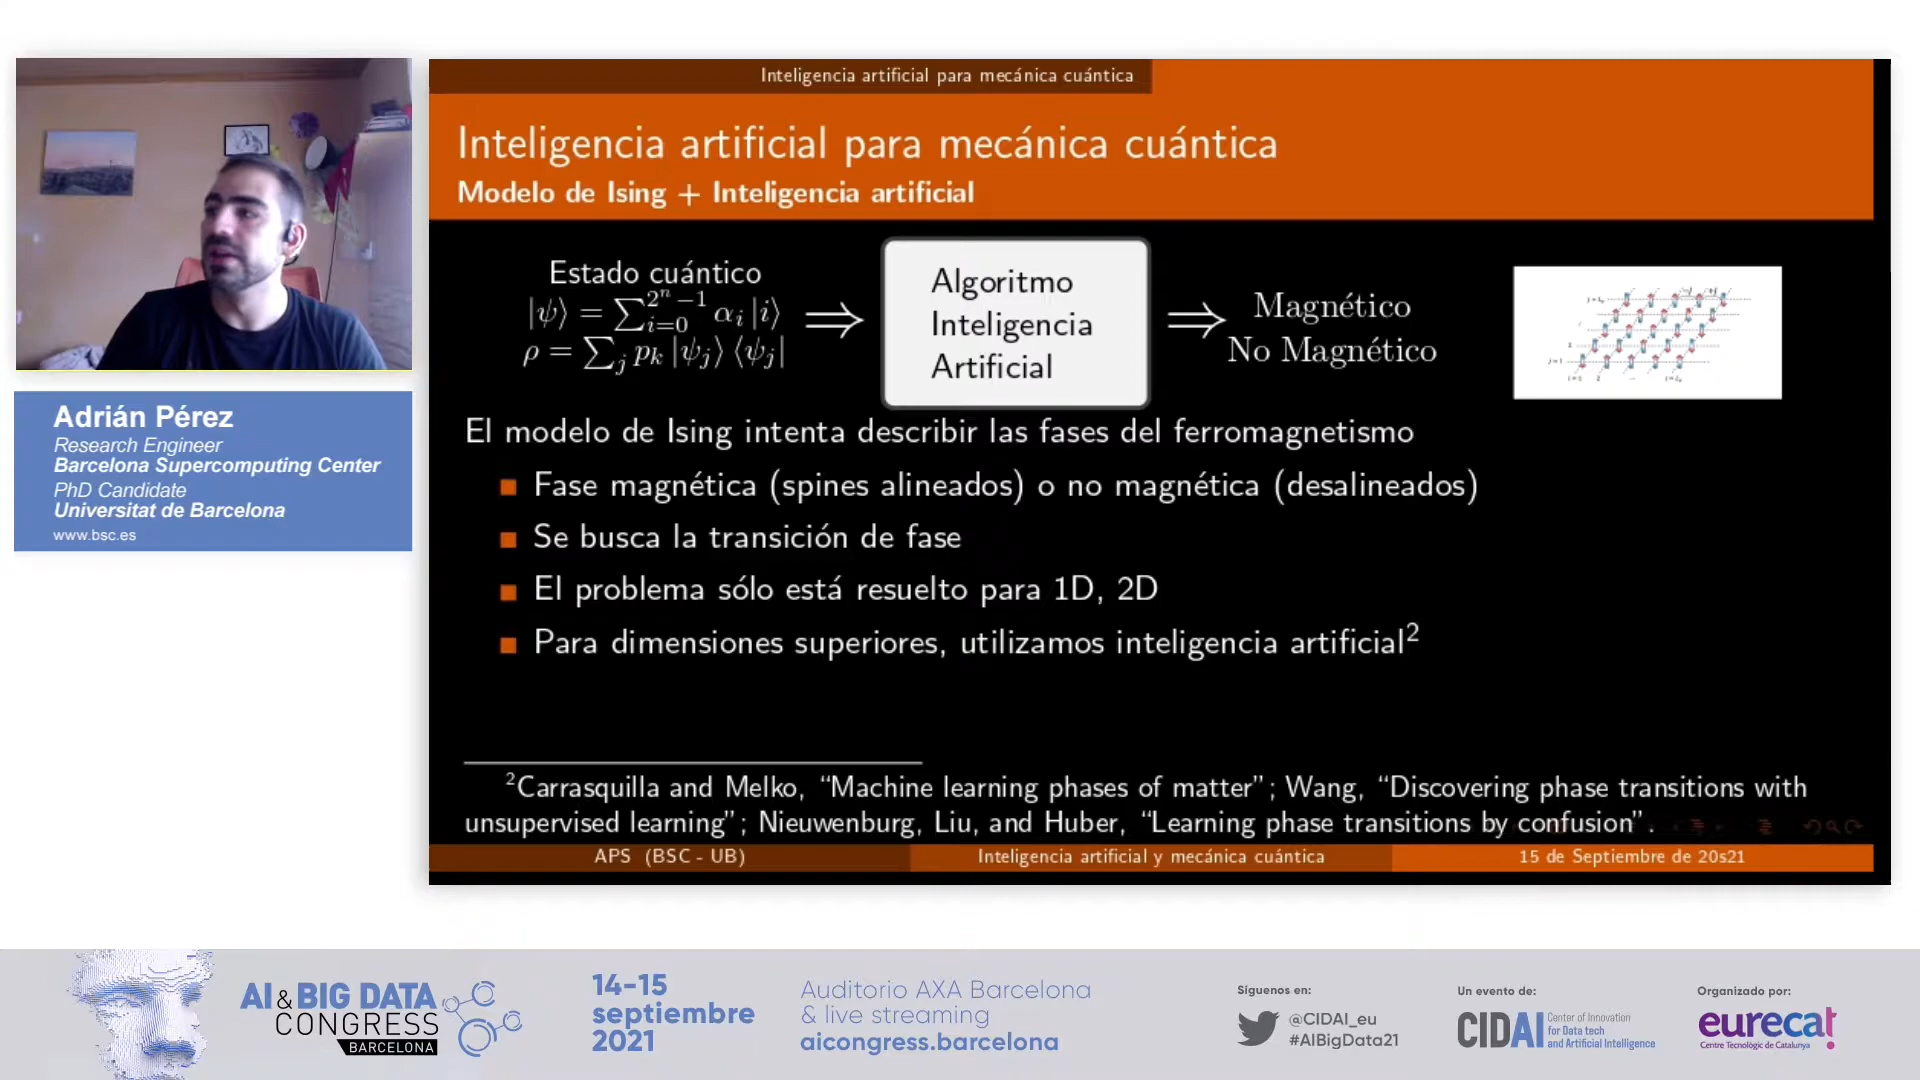 Adrián Pérez
Research Engineer
Barcelona Supercomputing Center
PhD Candidate
Universitat de Barcelona
www.bsc.es
Inteligencia artificial para mecánica cuántica
Inteligencia artificial para mecánica cuántica
Modelo de Ising + Inteligencia artificial
Estado cuántico
|ψ⟩ = ∑_{i=0}^{2^n−1} α_i |i⟩
ρ = ∑_j p_k |ψ_j⟩ ⟨ψ_j|
⟹
Algoritmo
Inteligencia
Artificial
⟹
Magnético
No Magnético
El modelo de Ising intenta describir las fases del ferromagnetismo
Fase magnética (spines alineados) o no magnética (desalineados)
Se busca la transición de fase
El problema sólo está resuelto para 1D, 2D
Para dimensiones superiores, utilizamos inteligencia artificial²
²Carrasquilla and Melko, “Machine learning phases of matter”; Wang, “Discovering phase transitions with
unsupervised learning”; Nieuwenburg, Liu, and Huber, “Learning phase transitions by confusion”.
APS (BSC - UB)
Inteligencia artificial y mecánica cuántica
15 de Septiembre de 20s21
AI & BIG DATA
CONGRESS
BARCELONA
14-15
septiembre
2021
Auditorio AXA Barcelona
& live streaming
aicongress.barcelona
Síguenos en:
@CIDAI_eu
#AIBigData21
Un evento de:
CIDAI
Center of Innovation
for Data tech
and Artificial Intelligence
Organizado por:
eurecat
Centre Tecnològic de Catalunya